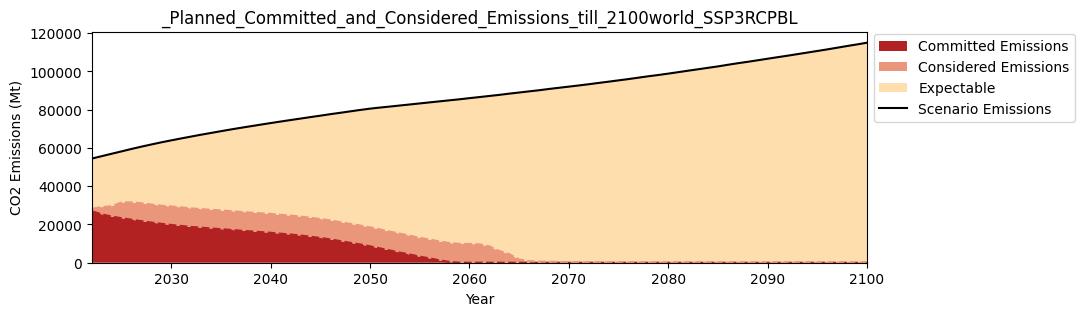 _Planned_Committed_and_Considered_Emissions_till_2100world_SSP3RCPBL
CO2 Emissions (Mt)
120000
100000
80000
60000
40000
20000
0
2030 2040 2050 2060 2070 2080 2090 2100
Year
Committed Emissions
Considered Emissions
Expectable
Scenario Emissions